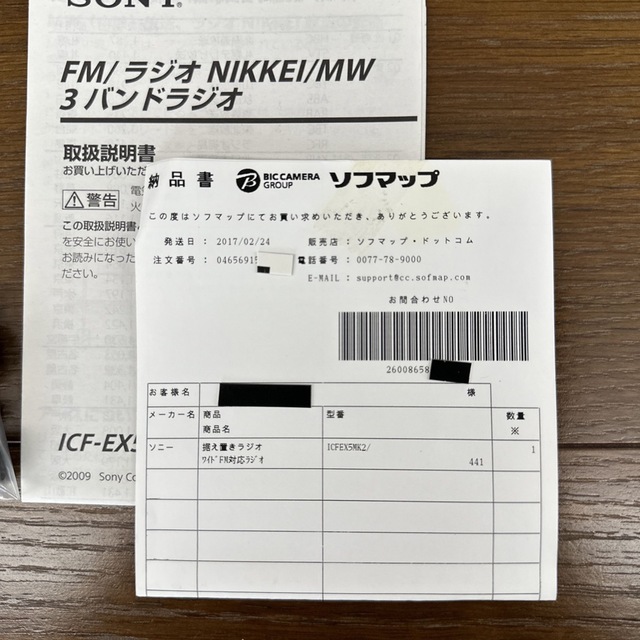 SONY
FM/ラジオ NIKKEI/MW
3 バンドラジオ
取扱説明書
お買い上げいただ
警告
電
火
この取扱説明書
を安全にお使い
お読みになった
ださい。
ICF-EX5
©2009 Sony Co
納品書 BIC CAMERA GROUP ソフマップ
この度はソフマップにてお買い求めいただき、ありがとうございます。
発送日 : 2017/02/24 販売店 : ソフマップ・ドットコム
注文番号 : 0465691 電話番号 : 0077-78-9000
E-MAIL : support@cc.sofmap.com
お問合わせNO
26008658
お客様名 様
メーカー名 商品 型番 数量
商品名 ※
ソニー 据え置きラジオ ICFEX5MK2/ 1
ワイドFM対応ラジオ 441